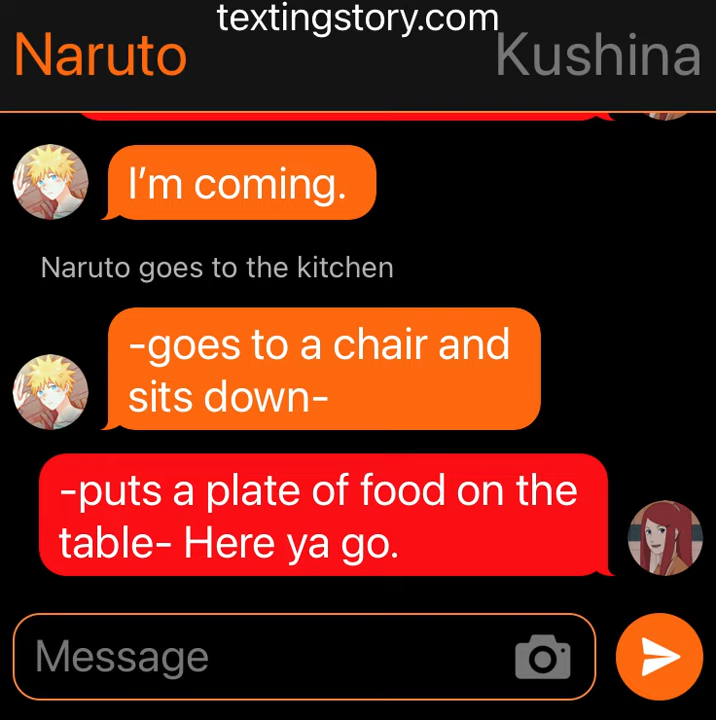 textingstory.com
Naruto
Kushina
I’m coming.
Naruto goes to the kitchen
-goes to a chair and
sits down-
-puts a plate of food on the
table- Here ya go.
Message